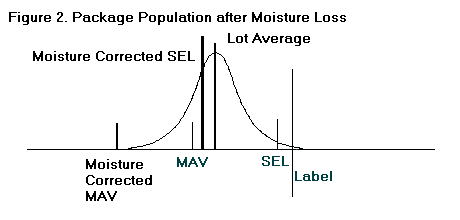 Figure 2. Package Population after Moisture Loss
Lot Average
Moisture Corrected SEL
Moisture
Corrected
MAV
MAV
SEL
Label